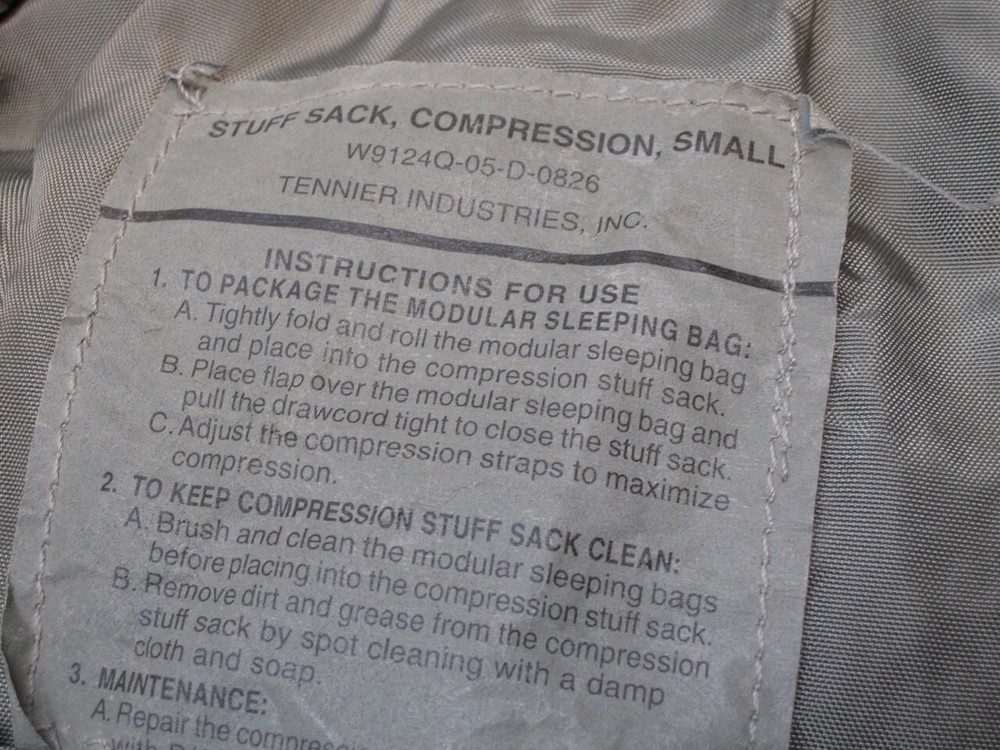 STUFF SACK, COMPRESSION, SMALL
W9124Q-05-D-0826
TENNIER INDUSTRIES, INC.
INSTRUCTIONS FOR USE
1. TO PACKAGE THE MODULAR SLEEPING BAG:
A. Tightly fold and roll the modular sleeping bag
and place into the compression stuff sack.
B. Place flap over the modular sleeping bag and
pull the drawcord tight to close the stuff sack.
C. Adjust the compression straps to maximize
compression.
2. TO KEEP COMPRESSION STUFF SACK CLEAN:
A. Brush and clean the modular sleeping bags
before placing into the compression stuff sack.
B. Remove dirt and grease from the compression
stuff sack by spot cleaning with a damp
cloth and soap.
3. MAINTENANCE:
A. Repair the
with